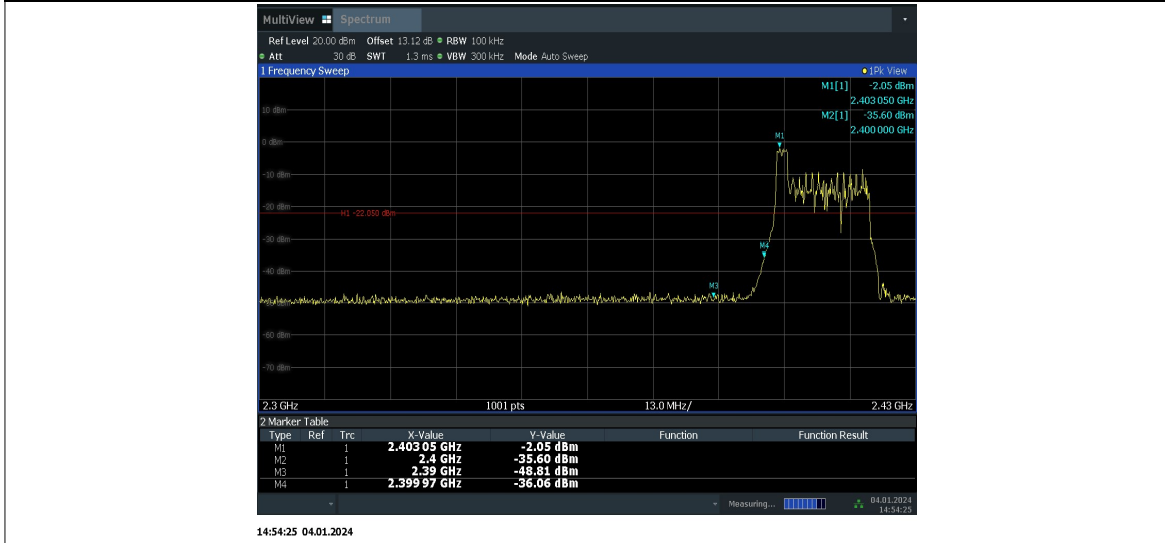 MultiView Spectrum
Ref Level 20.00 dBm Offset 13.12 dB RBW 100 kHz
Att 30 dB SWT 1.3 ms VBW 300 kHz Mode Auto Sweep
1 Frequency Sweep 1Pk View
M1[1] -2.05 dBm
2.403 050 GHz
M2[1] -35.60 dBm
2.400 000 GHz
10 dBm
M1
0 dBm
-10 dBm
-20 dBm
H1 -22.050 dBm
-30 dBm
M4
-40 dBm
M3
-60 dBm
-70 dBm
2.3 GHz 1001 pts 13.0 MHz/ 2.43 GHz
2 Marker Table
Type Ref Trc X-Value Y-Value Function Function Result
M1 1 2.403 05 GHz -2.05 dBm
M2 1 2.4 GHz -35.60 dBm
M3 1 2.39 GHz -48.81 dBm
M4 1 2.399 97 GHz -36.06 dBm
Measuring... 04.01.2024
14:54:25
14:54:25 04.01.2024